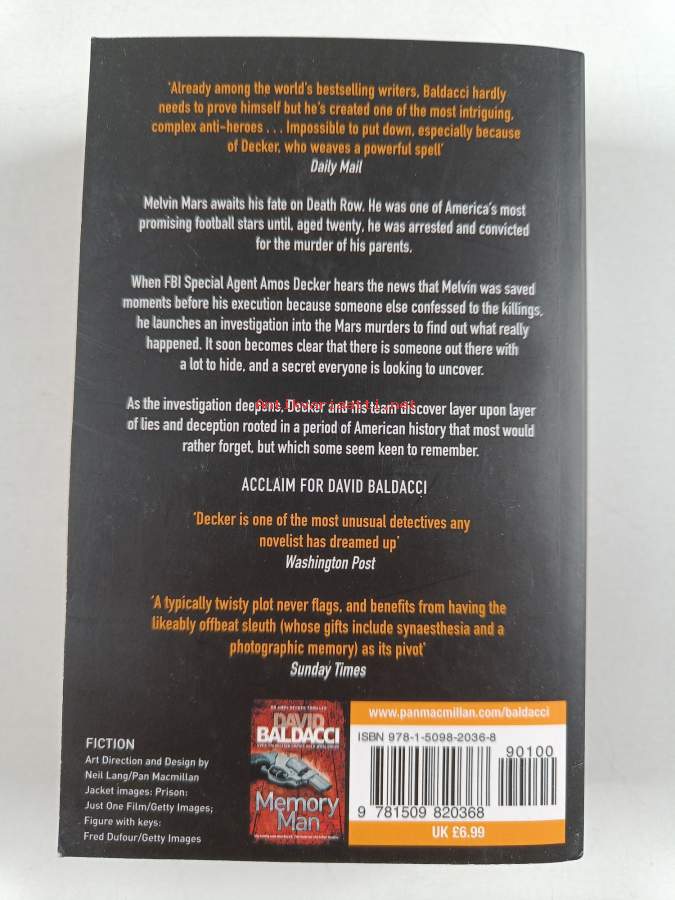 'Already among the world's bestselling writers, Baldacci hardly
needs to prove himself but he's created one of the most intriguing,
complex anti-heroes . . . Impossible to put down, especially because
of Decker, who weaves a powerful spell'
Daily Mail
Melvin Mars awaits his fate on Death Row. He was one of America's most
promising football stars until, aged twenty, he was arrested and convicted
for the murder of his parents.
When FBI Special Agent Amos Decker hears the news that Melvin was saved
moments before his execution because someone else confessed to the killings,
he launches an investigation into the Mars murders to find out what really
happened. It soon becomes clear that there is someone out there with
a lot to hide, and a secret everyone is looking to uncover.
As the investigation deepens, Decker and his team discover layer upon layer
of lies and deception rooted in a period of American history that most would
rather forget, but which some seem keen to remember.
ACCLAIM FOR DAVID BALDACCI
'Decker is one of the most unusual detectives any
novelist has dreamed up'
Washington Post
'A typically twisty plot never flags, and benefits from having the
likeably offbeat sleuth (whose gifts include synaesthesia and a
photographic memory) as its pivot'
Sunday Times
FICTION
Art Direction and Design by
Neil Lang/Pan Macmillan
Jacket images: Prison:
Just One Film/Getty Images;
Figure with keys:
Fred Dufour/Getty Images
AN AMOS DECKER THRILLER
DAVID
BALDACCI
Memory
Man
www.panmacmillan.com/baldacci
ISBN 978-1-5098-2036-8
90100
9 781509 820368
UK £6.99